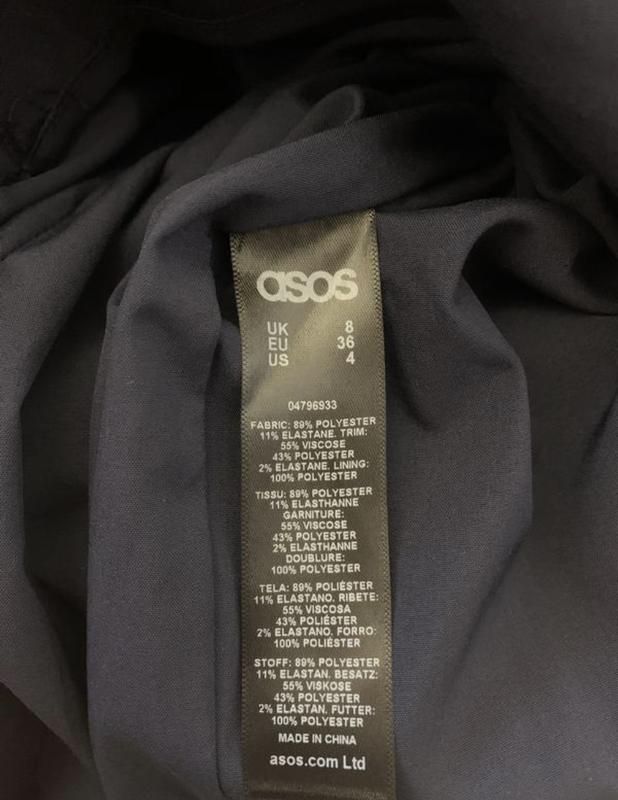 asos
UK 8
EU 36
US 4
04796933
FABRIC: 89% POLYESTER
11% ELASTANE. TRIM:
55% VISCOSE
43% POLYESTER
2% ELASTANE. LINING:
100% POLYESTER
TISSU: 89% POLYESTER
11% ELASTHANNE
GARNITURE:
55% VISCOSE
43% POLYESTER
2% ELASTHANNE
DOUBLURE:
100% POLYESTER
TELA: 89% POLIÉSTER
11% ELASTANO. RIBETE:
55% VISCOSA
43% POLIÉSTER
2% ELASTANO. FORRO:
100% POLIÉSTER
STOFF: 89% POLYESTER
11% ELASTAN. BESATZ:
55% VISKOSE
43% POLYESTER
2% ELASTAN. FUTTER:
100% POLYESTER
MADE IN CHINA
asos.com Ltd